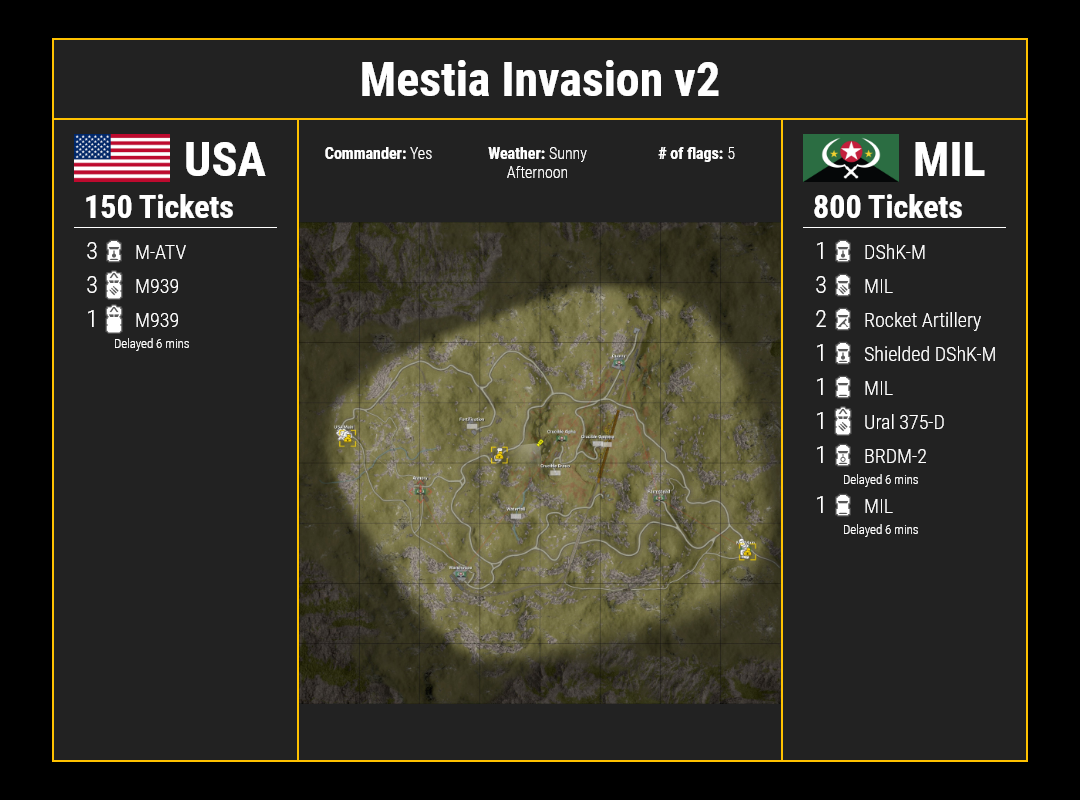 Mestia Invasion v2
USA
150 Tickets
3 M-ATV
3 M939
1 M939
Delayed 6 mins
Commander: Yes
Weather: Sunny
Afternoon
# of flags: 5
MIL
800 Tickets
1 DShK-M
3 MIL
2 Rocket Artillery
1 Shielded DShK-M
1 MIL
1 Ural 375-D
1 BRDM-2
Delayed 6 mins
1 MIL
Delayed 6 mins